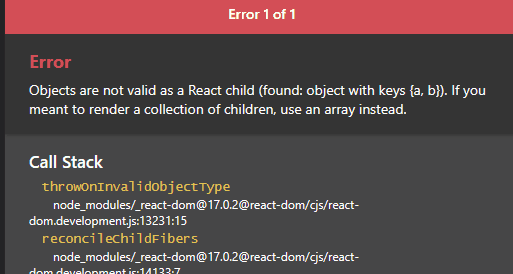 Error 1 of 1
Error
Objects are not valid as a React child (found: object with keys {a, b}). If you
meant to render a collection of children, use an array instead.
Call Stack
throwOnInvalidObjectType
node_modules/_react-dom@17.0.2@react-dom/cjs/react-
dom.development.js:13231:15
reconcileChildFibers
node_modules/_react-dom@17.0.2@react-dom/cjs/react-
dom.development.js:14133:7